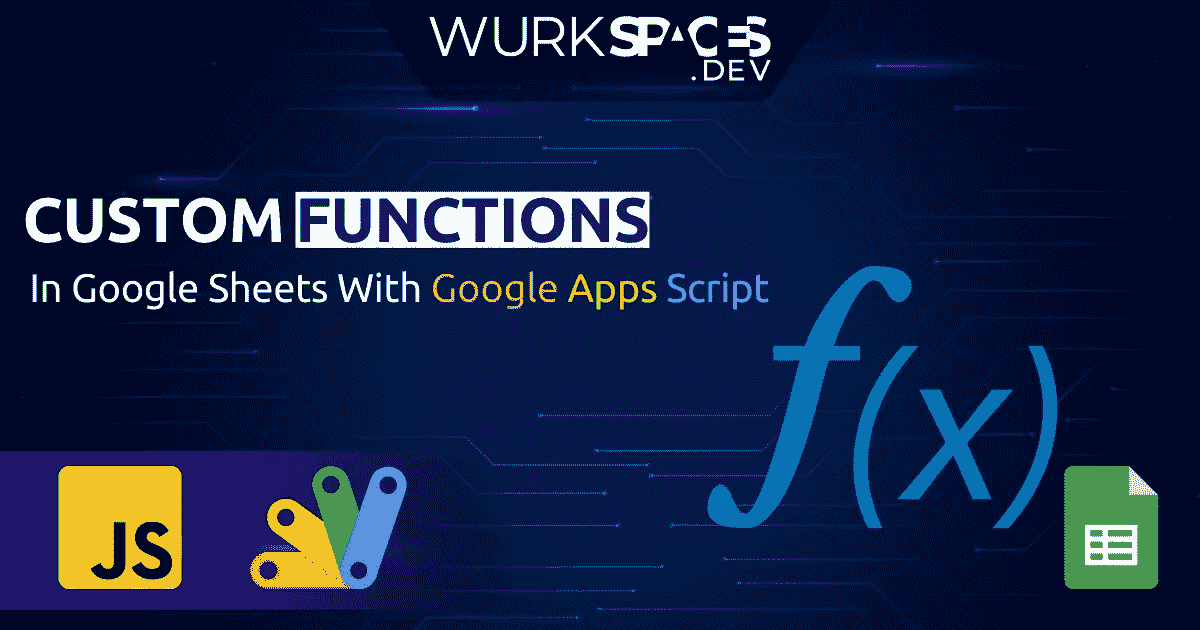 WURKSPACES
.DEV
CUSTOM FUNCTIONS
In Google Sheets With Google Apps Script
f(x)
JS